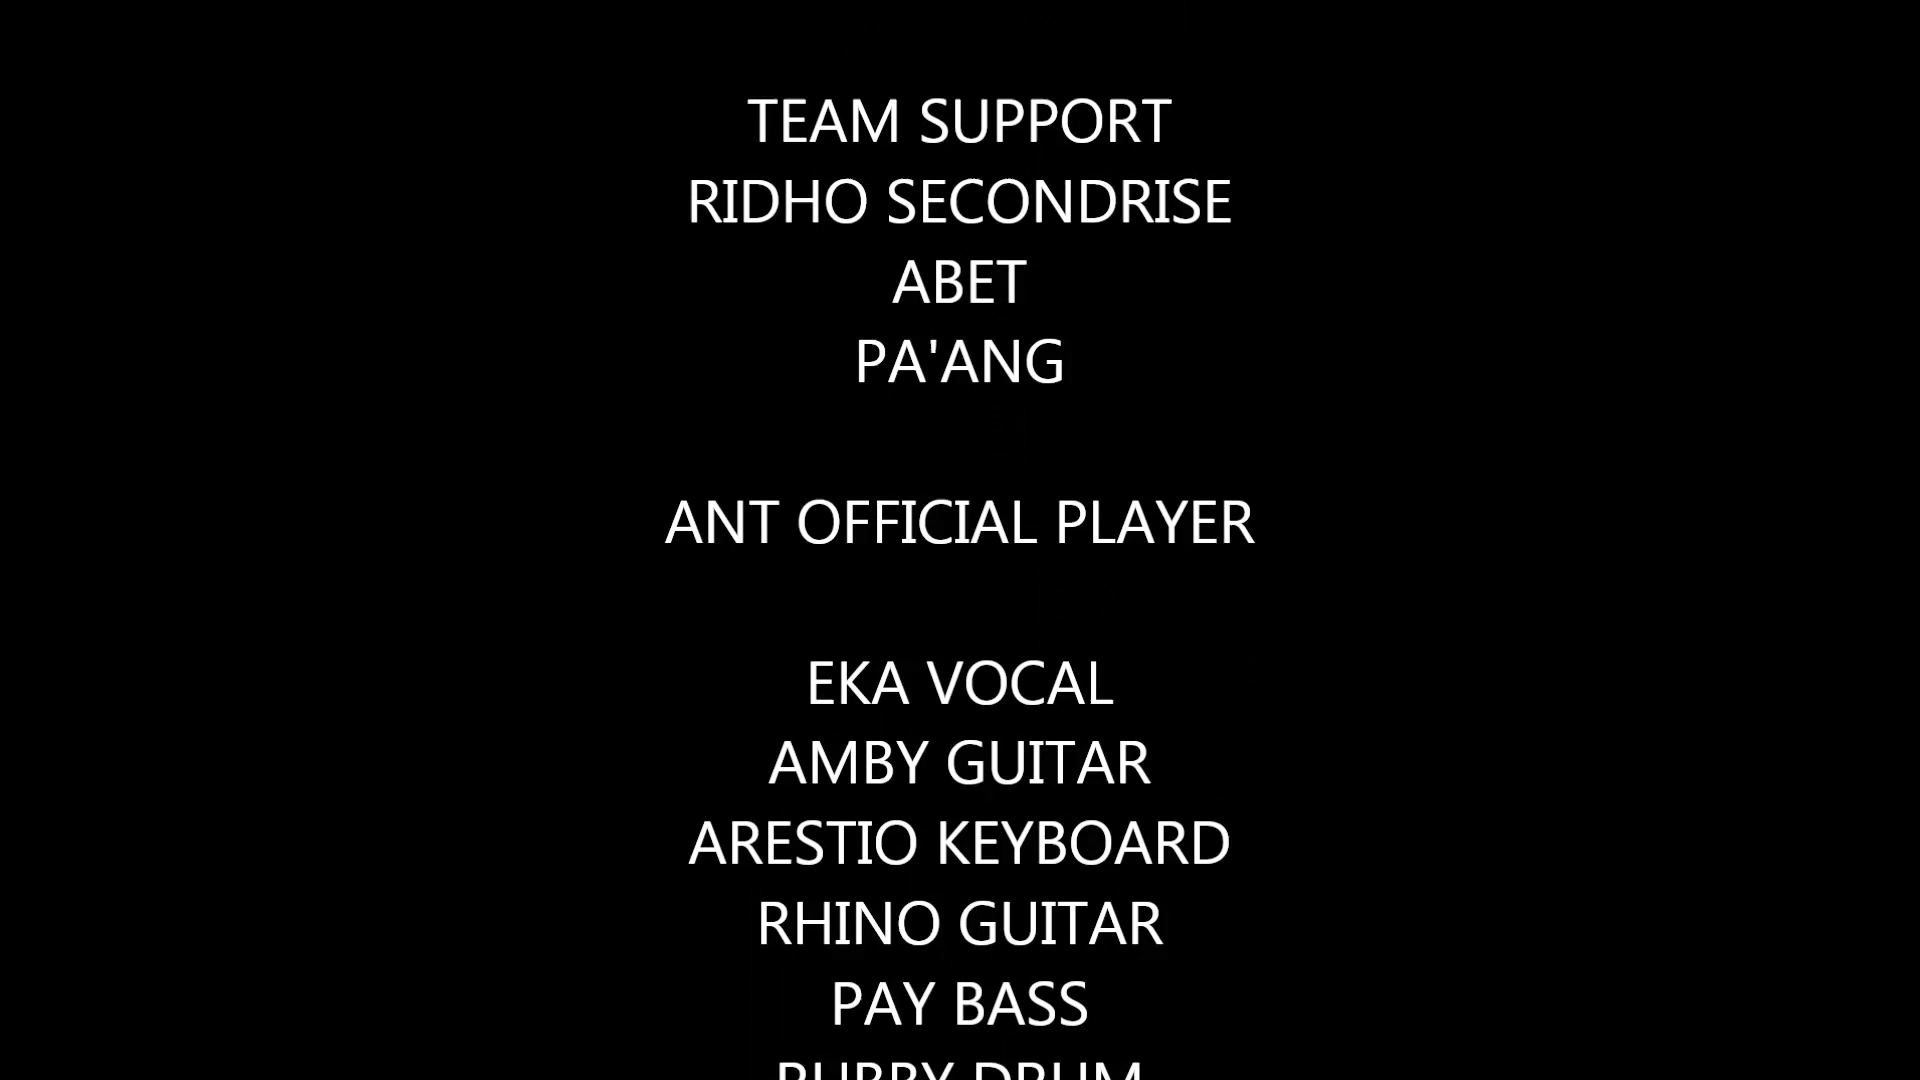 TEAM SUPPORT
RIDHO SECONDRISE
ABET
PA'ANG
ANT OFFICIAL PLAYER
EKA VOCAL
AMBY GUITAR
ARESTIO KEYBOARD
RHINO GUITAR
PAY BASS
DRUM